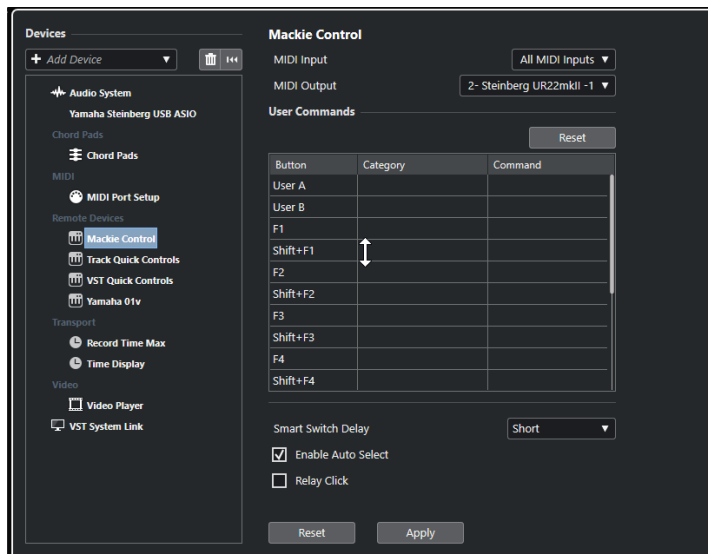 Devices
+ Add Device
Audio System
Yamaha Steinberg USB ASIO
Chord Pads
Chord Pads
MIDI
MIDI Port Setup
Remote Devices
Mackie Control
Track Quick Controls
VST Quick Controls
Yamaha 01v
Transport
Record Time Max
Time Display
Video
Video Player
VST System Link
Mackie Control
MIDI Input All MIDI Inputs
MIDI Output 2- Steinberg UR22mkII -1
User Commands
Reset
Button Category Command
User A
User B
F1
Shift+F1
F2
Shift+F2
F3
Shift+F3
F4
Shift+F4
Smart Switch Delay Short
Enable Auto Select
Relay Click
Reset Apply